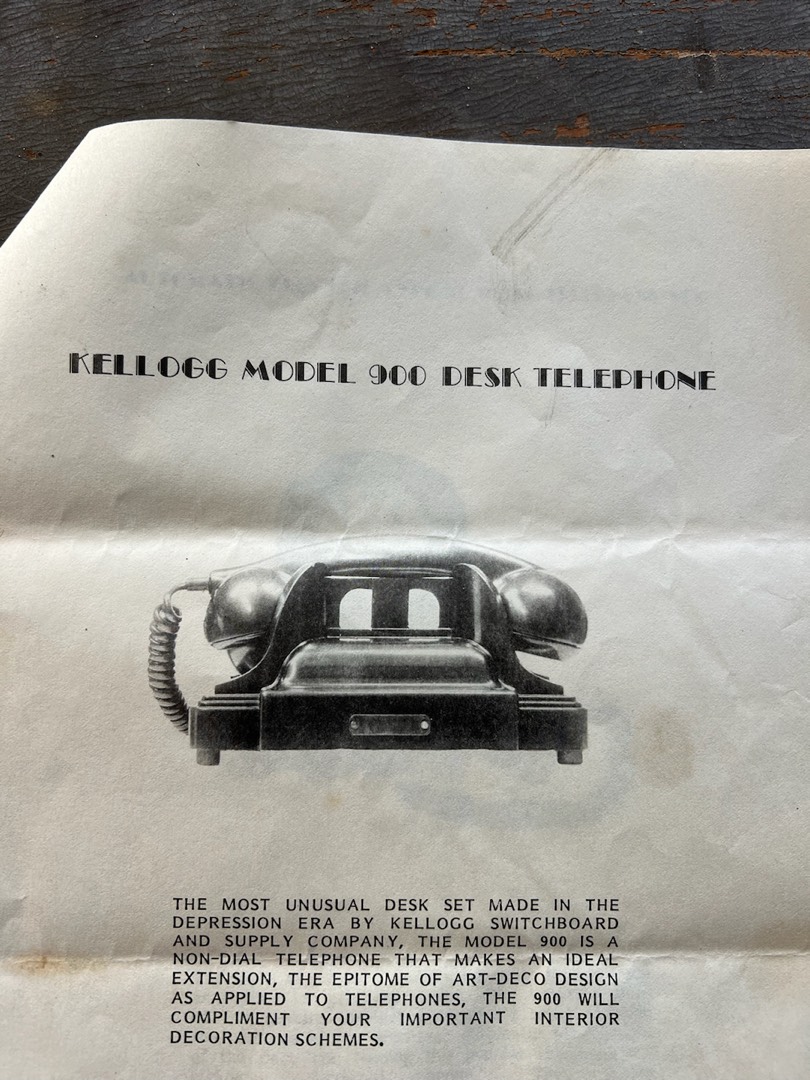 KELLOGG MODEL 900 DESK TELEPHONE
THE MOST UNUSUAL DESK SET MADE IN THE
DEPRESSION ERA BY KELLOGG SWITCHBOARD
AND SUPPLY COMPANY, THE MODEL 900 IS A
NON-DIAL TELEPHONE THAT MAKES AN IDEAL
EXTENSION, THE EPITOME OF ART-DECO DESIGN
AS APPLIED TO TELEPHONES, THE 900 WILL
COMPLIMENT YOUR IMPORTANT INTERIOR
DECORATION SCHEMES.